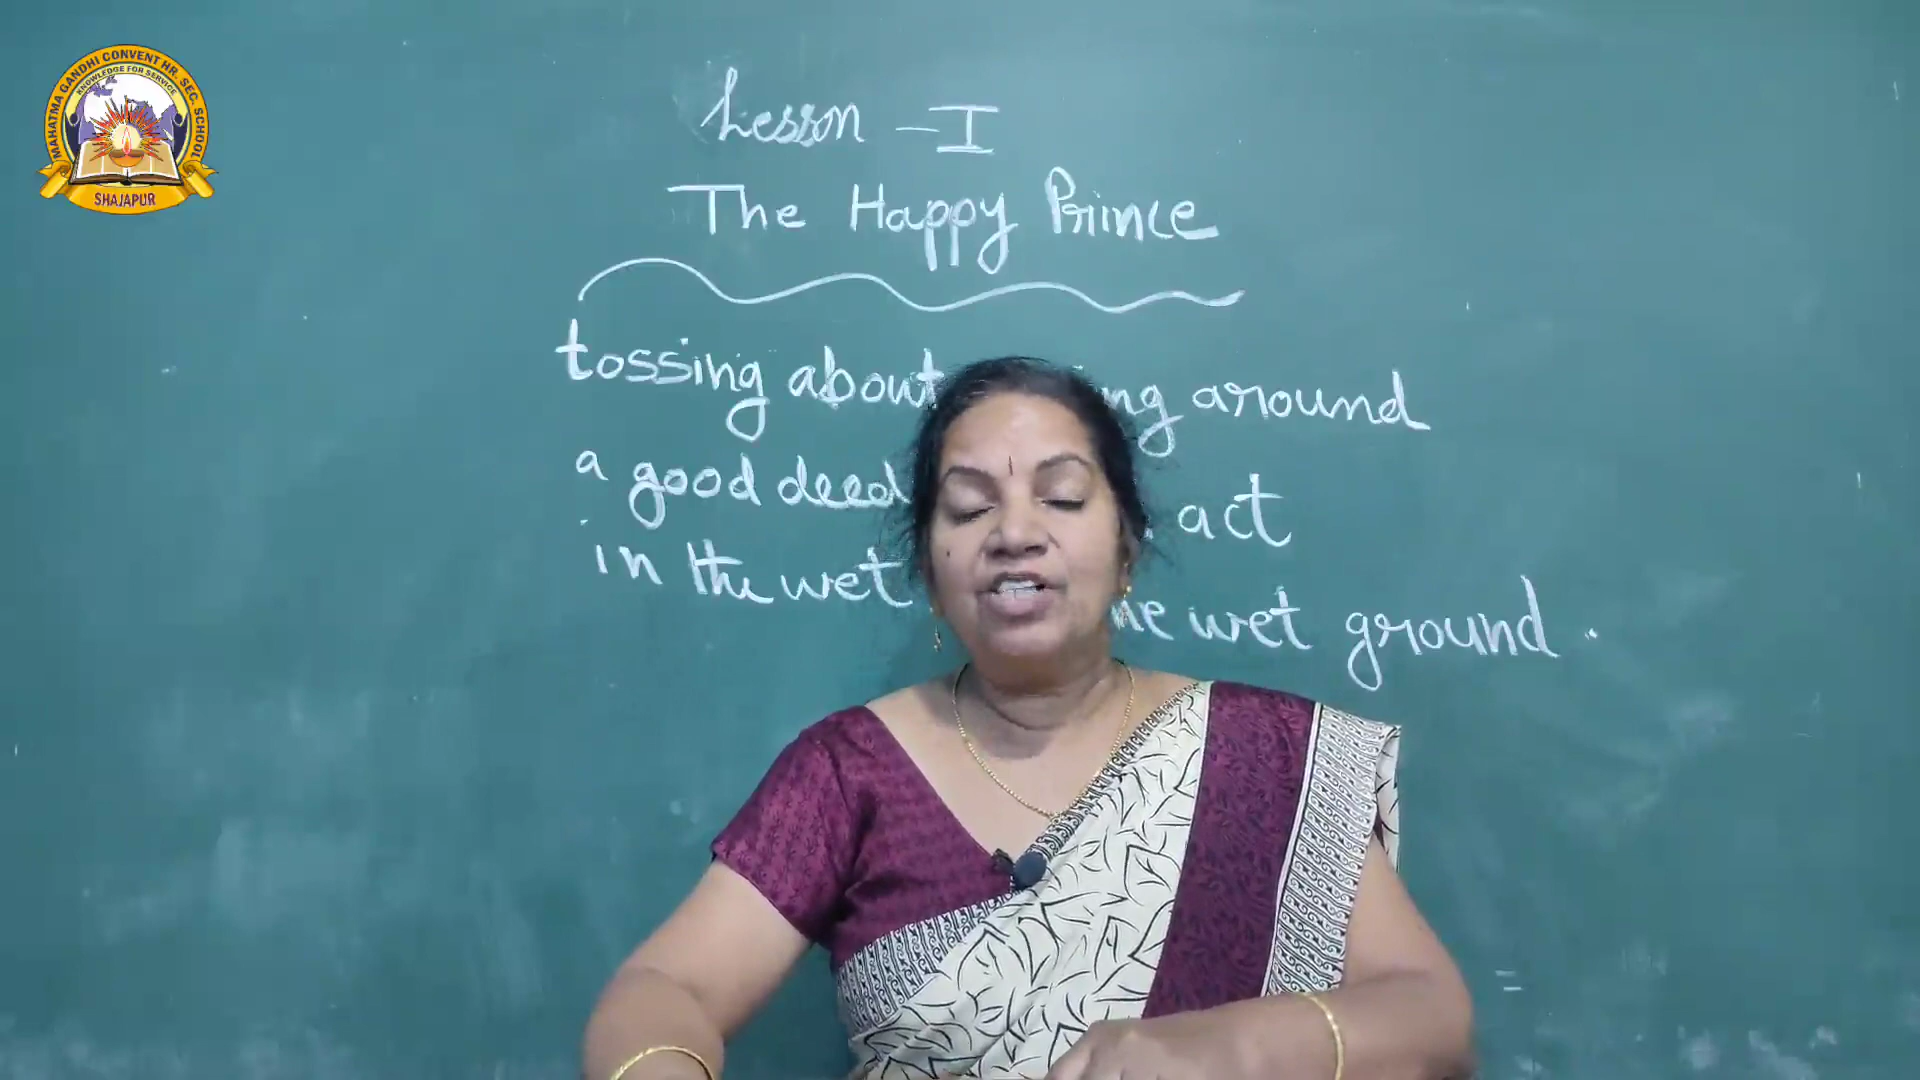 MAHATMA GANDHI CONVENT HR. SEC. SCHOOL
KNOWLEDGE FOR SERVICE
SHAJAPUR
Lesson - I
The Happy Prince
tossing about around
a good deed act
in the wet wet ground.